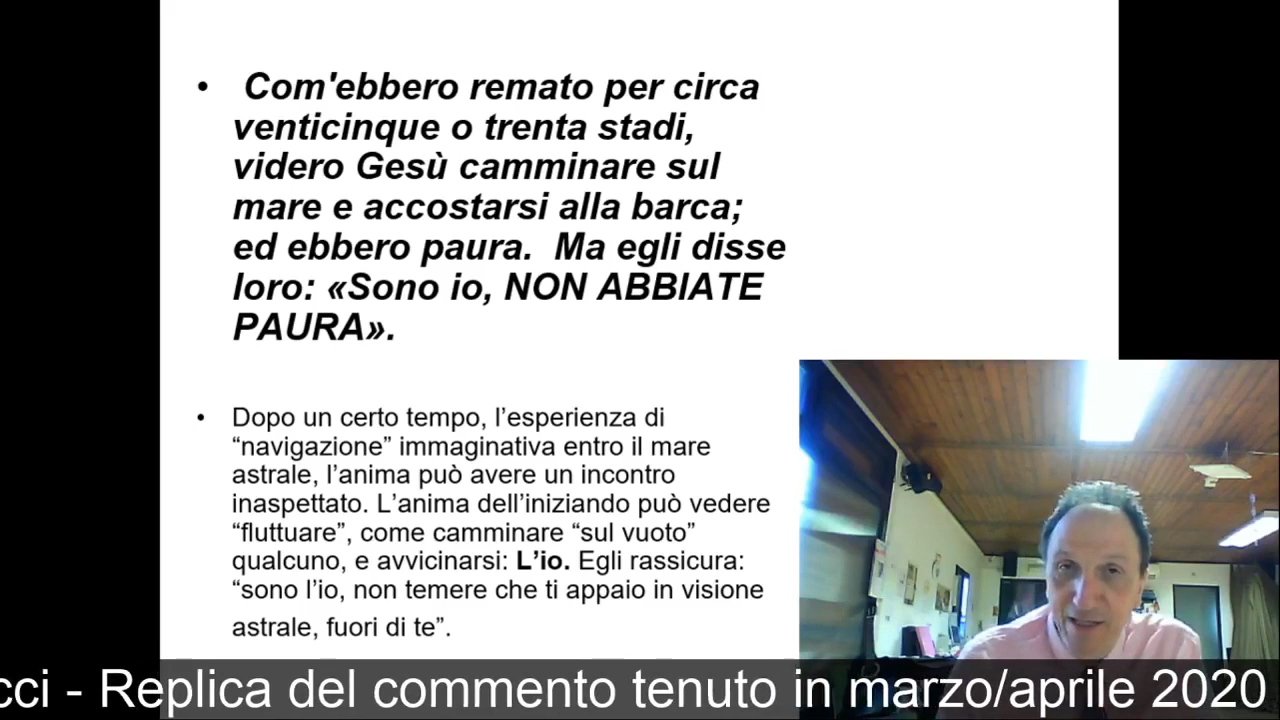 • Com'ebbero remato per circa
venticinque o trenta stadi,
videro Gesù camminare sul
mare e accostarsi alla barca;
ed ebbero paura.  Ma egli disse
loro: «Sono io, NON ABBIATE
PAURA».
• Dopo un certo tempo, l’esperienza di
“navigazione” immaginativa entro il mare
astrale, l’anima può avere un incontro
inaspettato. L’anima dell’iniziando può vedere
“fluttuare”, come camminare “sul vuoto”
qualcuno, e avvicinarsi: L’io. Egli rassicura:
“sono l’io, non temere che ti appaio in visione
astrale, fuori di te”.
cci - Replica del commento tenuto in marzo/aprile 2020